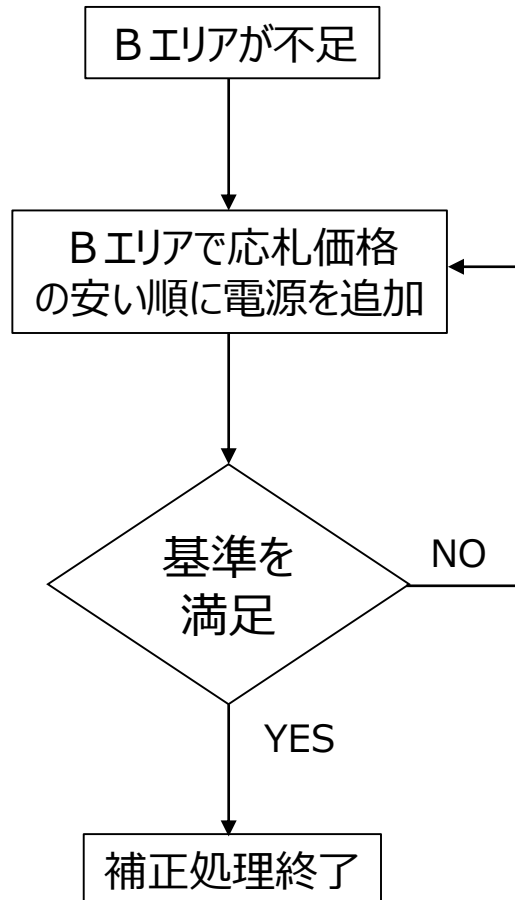 Bエリアが不足
Bエリアで応札価格
の安い順に電源を追加
基準を
満足
NO
YES
補正処理終了